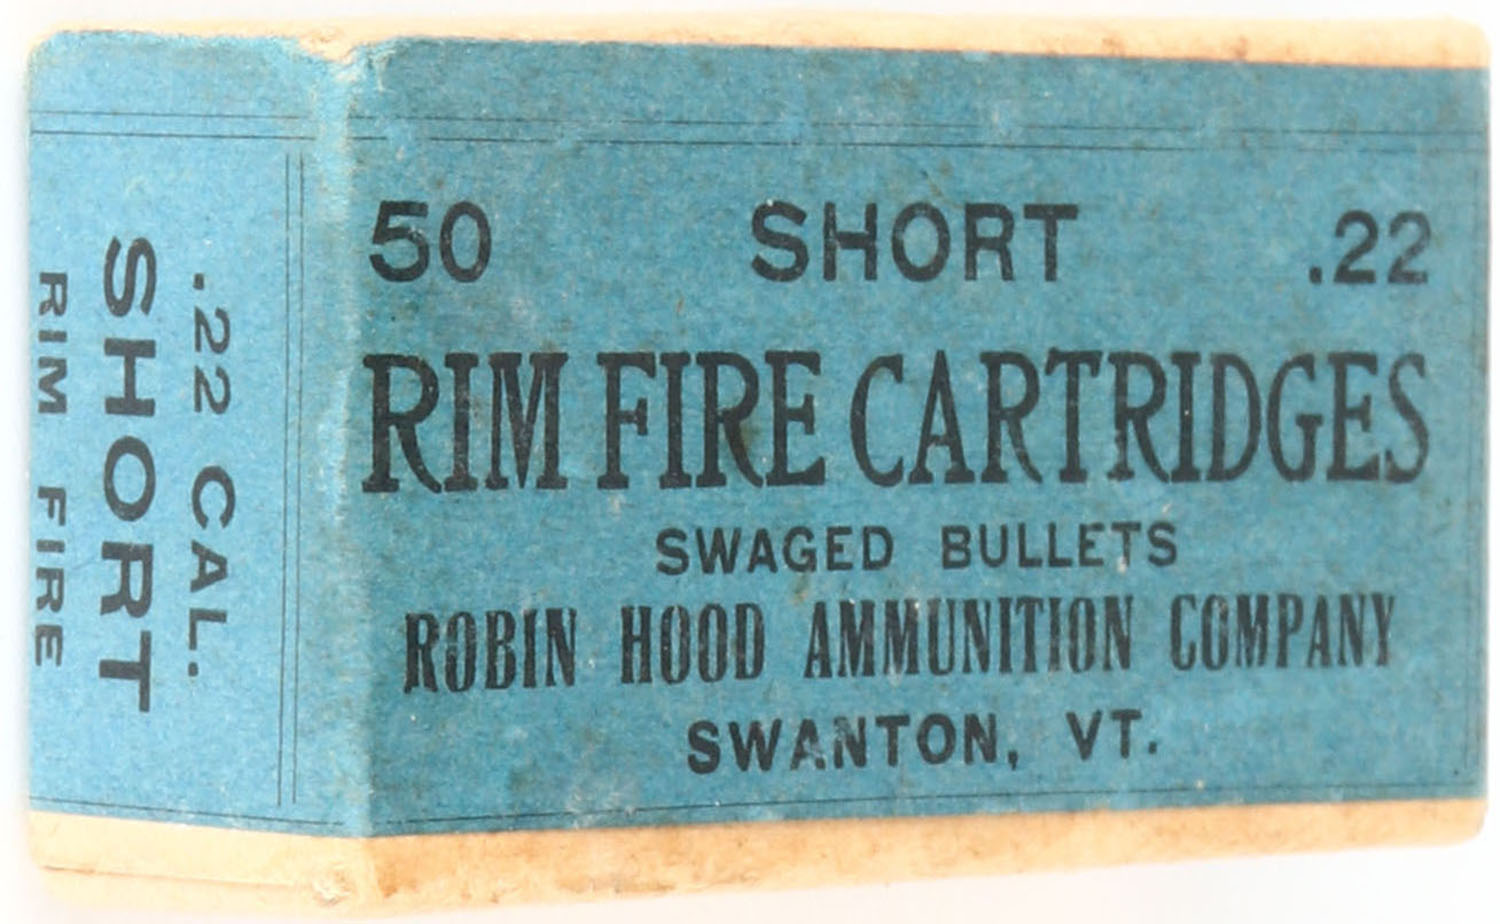 50 SHORT .22
RIM FIRE CARTRIDGES
SWAGED BULLETS
ROBIN HOOD AMMUNITION COMPANY
SWANTON, VT.
.22 CAL.
SHORT
RIM FIRE